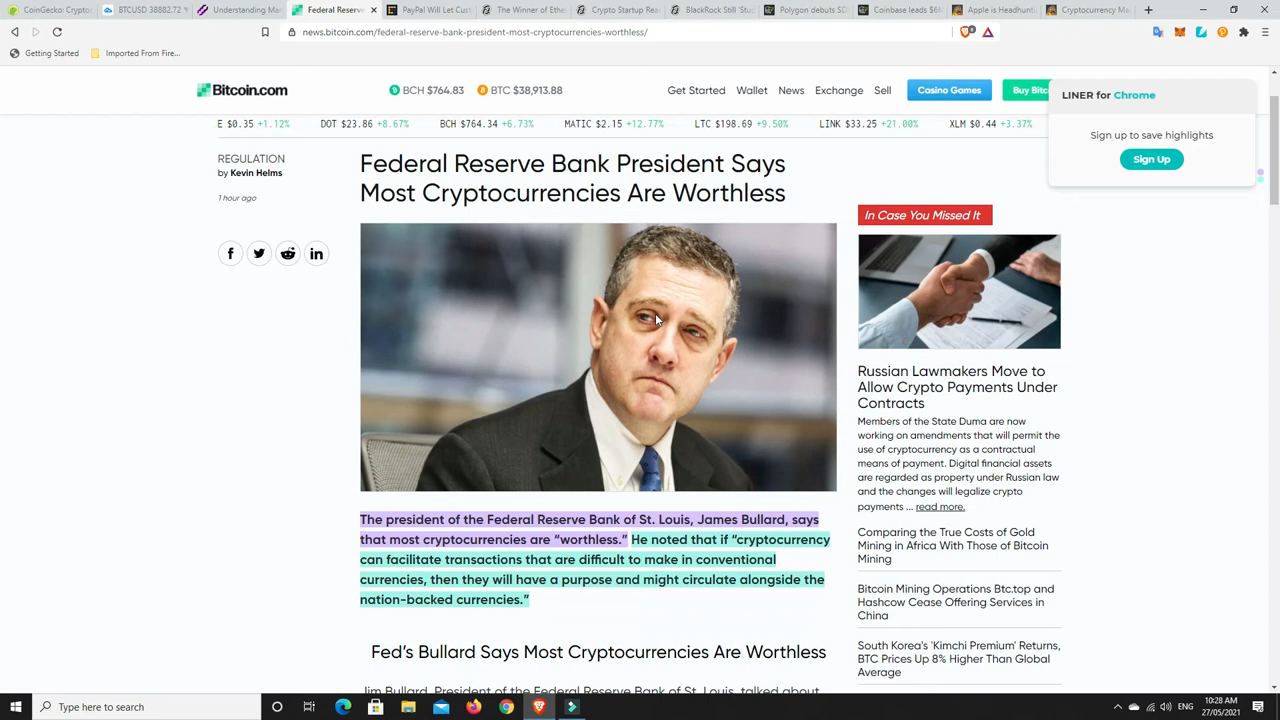 CoinGecko: Cryptoc
BTCUSD 38882.72
Understanding Mar
Federal Reserve
PayPal Will Let Cust
The Winner of Ethe
Crypto Startup Rea
BlackRock Still 'Stud
Polygon debuts SD
Coinbase leads $6
Apple is Headhunti
Cryptocurrency Ma
news.bitcoin.com/federal-reserve-bank-president-most-cryptocurrencies-worthless/
Getting Started
Imported From Fire...
Bitcoin.com
BCH $764.83
BTC $38,913.88
Get Started
Wallet
News
Exchange
Sell
Casino Games
Buy Bitc
LINER for Chrome
Sign up to save highlights
Sign Up
E $0.35 +1.12%
DOT $23.86 +8.67%
BCH $764.34 +6.73%
MATIC $2.15 +12.77%
LTC $198.69 +9.50%
LINK $33.25 +21.00%
XLM $0.44 +3.37%
REGULATION
by Kevin Helms
1 hour ago
Federal Reserve Bank President Says
Most Cryptocurrencies Are Worthless
The president of the Federal Reserve Bank of St. Louis, James Bullard, says
that most cryptocurrencies are “worthless.” He noted that if “cryptocurrency
can facilitate transactions that are difficult to make in conventional
currencies, then they will have a purpose and might circulate alongside the
nation-backed currencies.”
Fed's Bullard Says Most Cryptocurrencies Are Worthless
Jim Bullard, President of the Federal Reserve Bank of St. Louis, talked about
In Case You Missed It
Russian Lawmakers Move to
Allow Crypto Payments Under
Contracts
Members of the State Duma are now
working on amendments that will permit the
use of cryptocurrency as a contractual
means of payment. Digital financial assets
are regarded as property under Russian law
and the changes will legalize crypto
payments ... read more.
Comparing the True Costs of Gold
Mining in Africa With Those of Bitcoin
Mining
Bitcoin Mining Operations Btc.top and
Hashcow Cease Offering Services in
China
South Korea's 'Kimchi Premium' Returns,
BTC Prices Up 8% Higher Than Global
Average
Type here to search
ENG
10:28 AM
27/05/2021